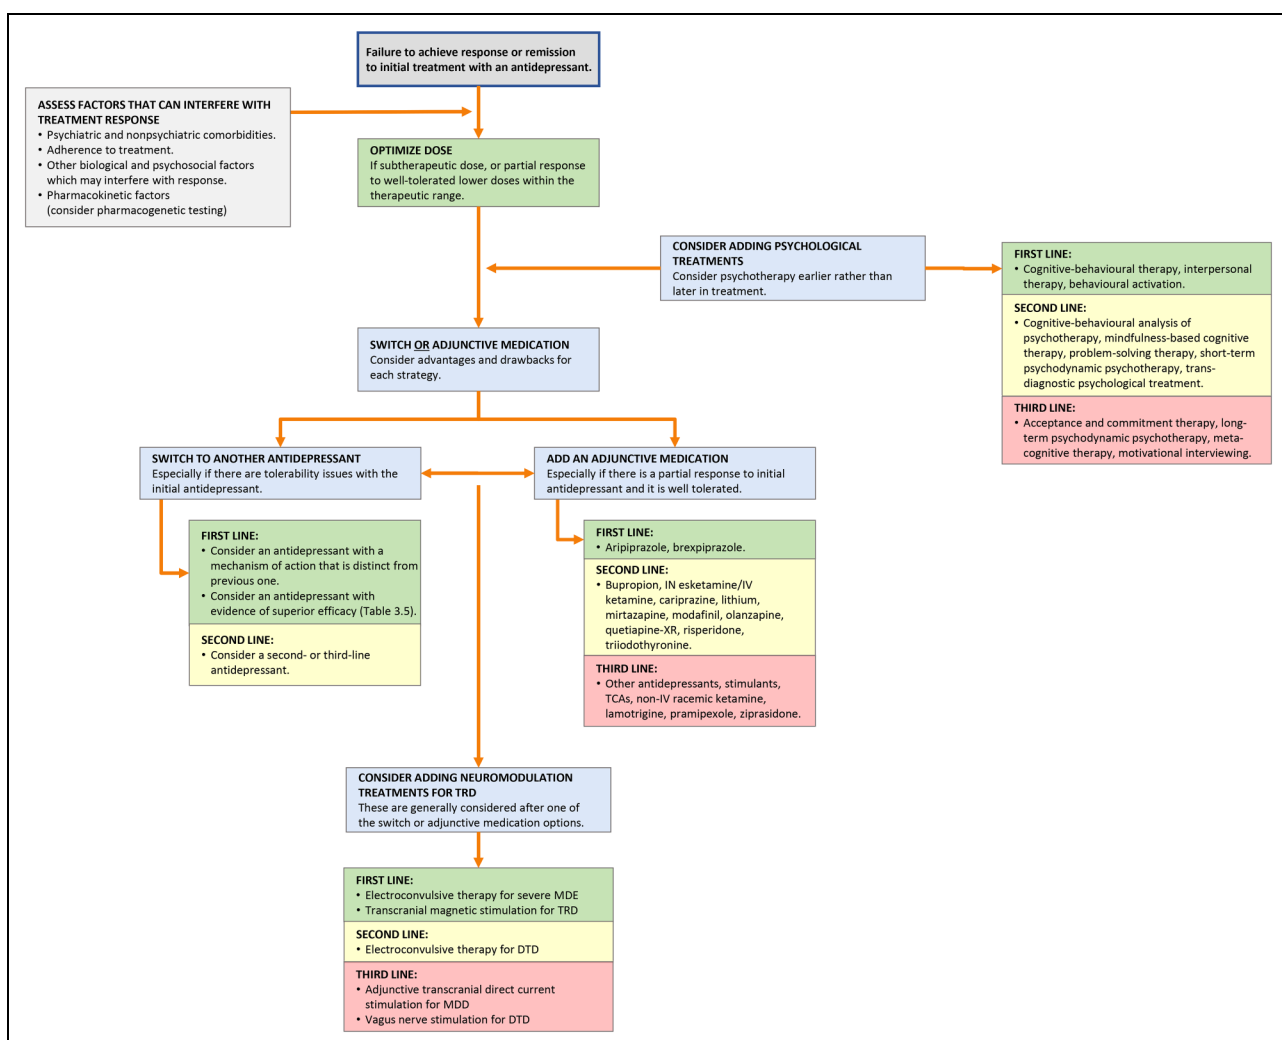 Failure to achieve response or remission
to initial treatment with an antidepressant.
ASSESS FACTORS THAT CAN INTERFERE WITH
TREATMENT RESPONSE
• Psychiatric and nonpsychiatric comorbidities.
• Adherence to treatment.
• Other biological and psychosocial factors
which may interfere with response.
• Pharmacokinetic factors
(consider pharmacogenetic testing)
OPTIMIZE DOSE
If subtherapeutic dose, or partial response
to well-tolerated lower doses within the
therapeutic range.
CONSIDER ADDING PSYCHOLOGICAL
TREATMENTS
Consider psychotherapy earlier rather than
later in treatment.
FIRST LINE:
• Cognitive-behavioural therapy, interpersonal
therapy, behavioural activation.
SECOND LINE:
• Cognitive-behavioural analysis of
psychotherapy, mindfulness-based cognitive
therapy, problem-solving therapy, short-term
psychodynamic psychotherapy, trans-
diagnostic psychological treatment.
THIRD LINE:
• Acceptance and commitment therapy, long-
term psychodynamic psychotherapy, meta-
cognitive therapy, motivational interviewing.
SWITCH OR ADJUNCTIVE MEDICATION
Consider advantages and drawbacks for
each strategy.
SWITCH TO ANOTHER ANTIDEPRESSANT
Especially if there are tolerability issues with the
initial antidepressant.
FIRST LINE:
• Consider an antidepressant with a
mechanism of action that is distinct from
previous one.
• Consider an antidepressant with
evidence of superior efficacy (Table 3.5).
SECOND LINE:
• Consider a second- or third-line
antidepressant.
ADD AN ADJUNCTIVE MEDICATION
Especially if there is a partial response to initial
antidepressant and it is well tolerated.
FIRST LINE:
• Aripiprazole, brexpiprazole.
SECOND LINE:
• Bupropion, IN esketamine/IV
ketamine, cariprazine, lithium,
mirtazapine, modafinil, olanzapine,
quetiapine-XR, risperidone,
triiodothyronine.
THIRD LINE:
• Other antidepressants, stimulants,
TCAs, non-IV racemic ketamine,
lamotrigine, pramipexole, ziprasidone.
CONSIDER ADDING NEUROMODULATION
TREATMENTS FOR TRD
These are generally considered after one of
the switch or adjunctive medication options.
FIRST LINE:
• Electroconvulsive therapy for severe MDE
• Transcranial magnetic stimulation for TRD
SECOND LINE:
• Electroconvulsive therapy for DTD
THIRD LINE:
• Adjunctive transcranial direct current
stimulation for MDD
• Vagus nerve stimulation for DTD